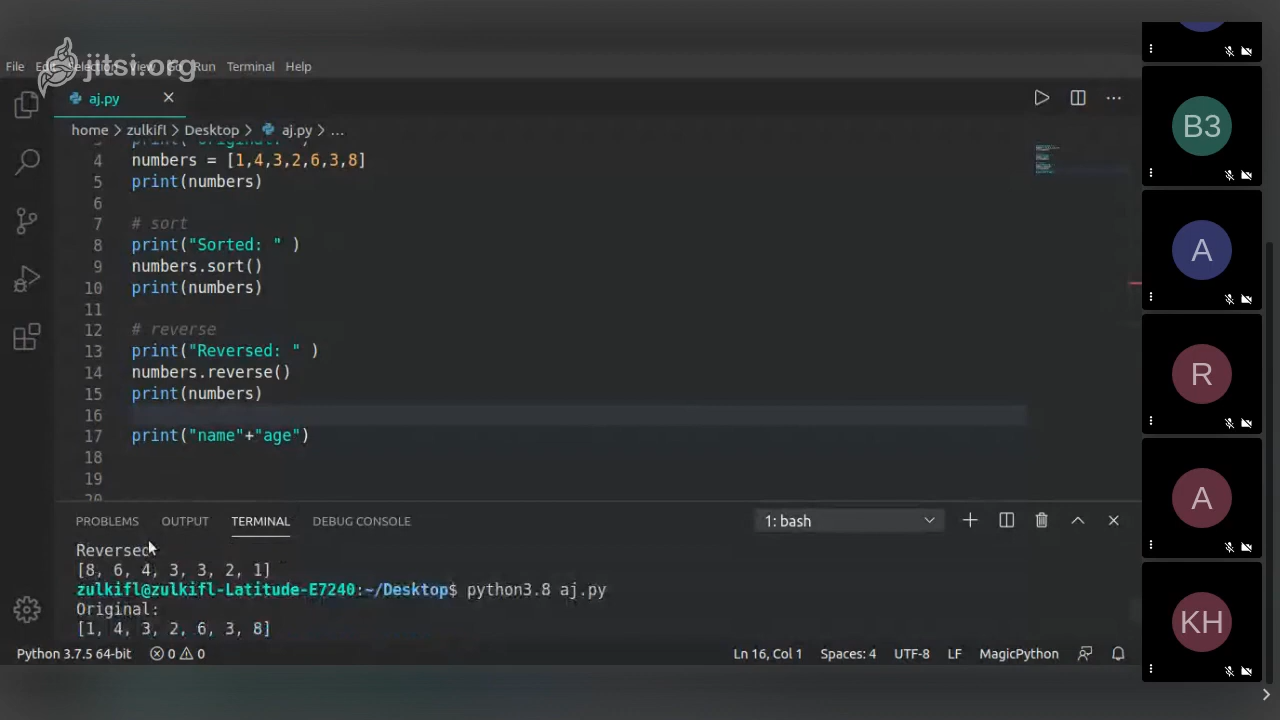 jitsi.org
File Edit Selection View Go Run Terminal Help
aj.py
home > zulkifl > Desktop > aj.py > ...
3 print("Original: " )
4 numbers = [1,4,3,2,6,3,8]
5 print(numbers)
6
7 # sort
8 print("Sorted: " )
9 numbers.sort()
10 print(numbers)
11
12 # reverse
13 print("Reversed: " )
14 numbers.reverse()
15 print(numbers)
16
17 print("name"+"age")
18
19
20
PROBLEMS OUTPUT TERMINAL DEBUG CONSOLE
1: bash
Reversed:
[8, 6, 4, 3, 3, 2, 1]
zulkifl@zulkifl-Latitude-E7240:~/Desktop$ python3.8 aj.py
Original:
[1, 4, 3, 2, 6, 3, 8]
Python 3.7.5 64-bit 0 0 Ln 16, Col 1 Spaces: 4 UTF-8 LF MagicPython
B3
A
R
A
KH